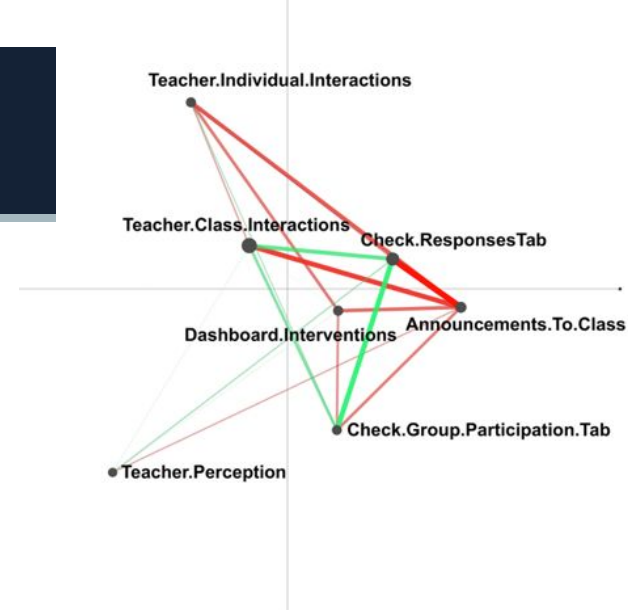 Teacher.Individual.Interactions
Teacher.Class.Interactions
Check.ResponsesTab
Announcements.To.Class
Dashboard.Interventions
Check.Group.Participation.Tab
Teacher.Perception